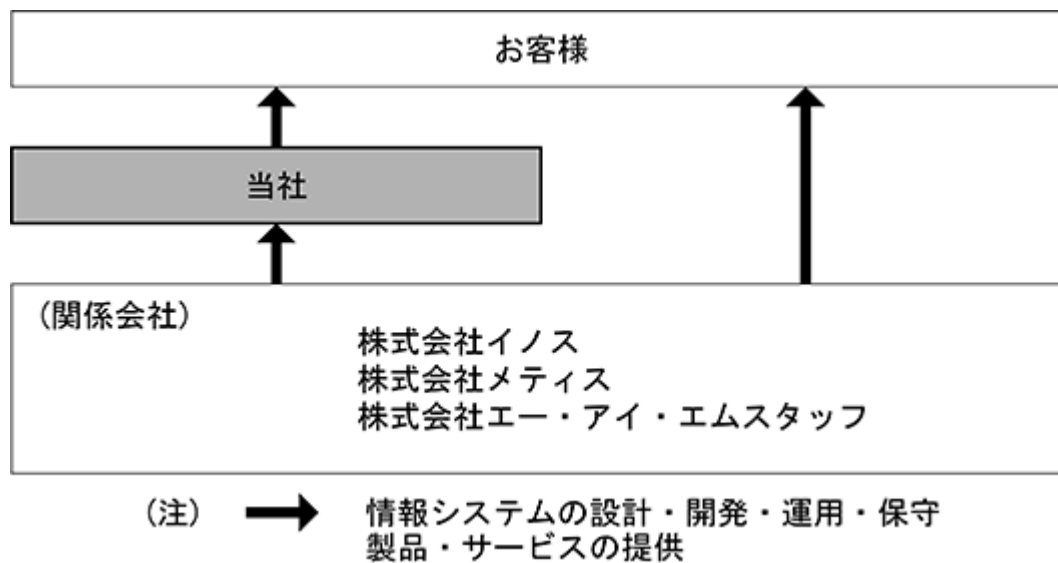 お客様
当社
(関係会社)
株式会社イノス
株式会社メティス
株式会社エー・アイ・エムスタッフ
(注) 情報システムの設計・開発・運用・保守
製品・サービスの提供